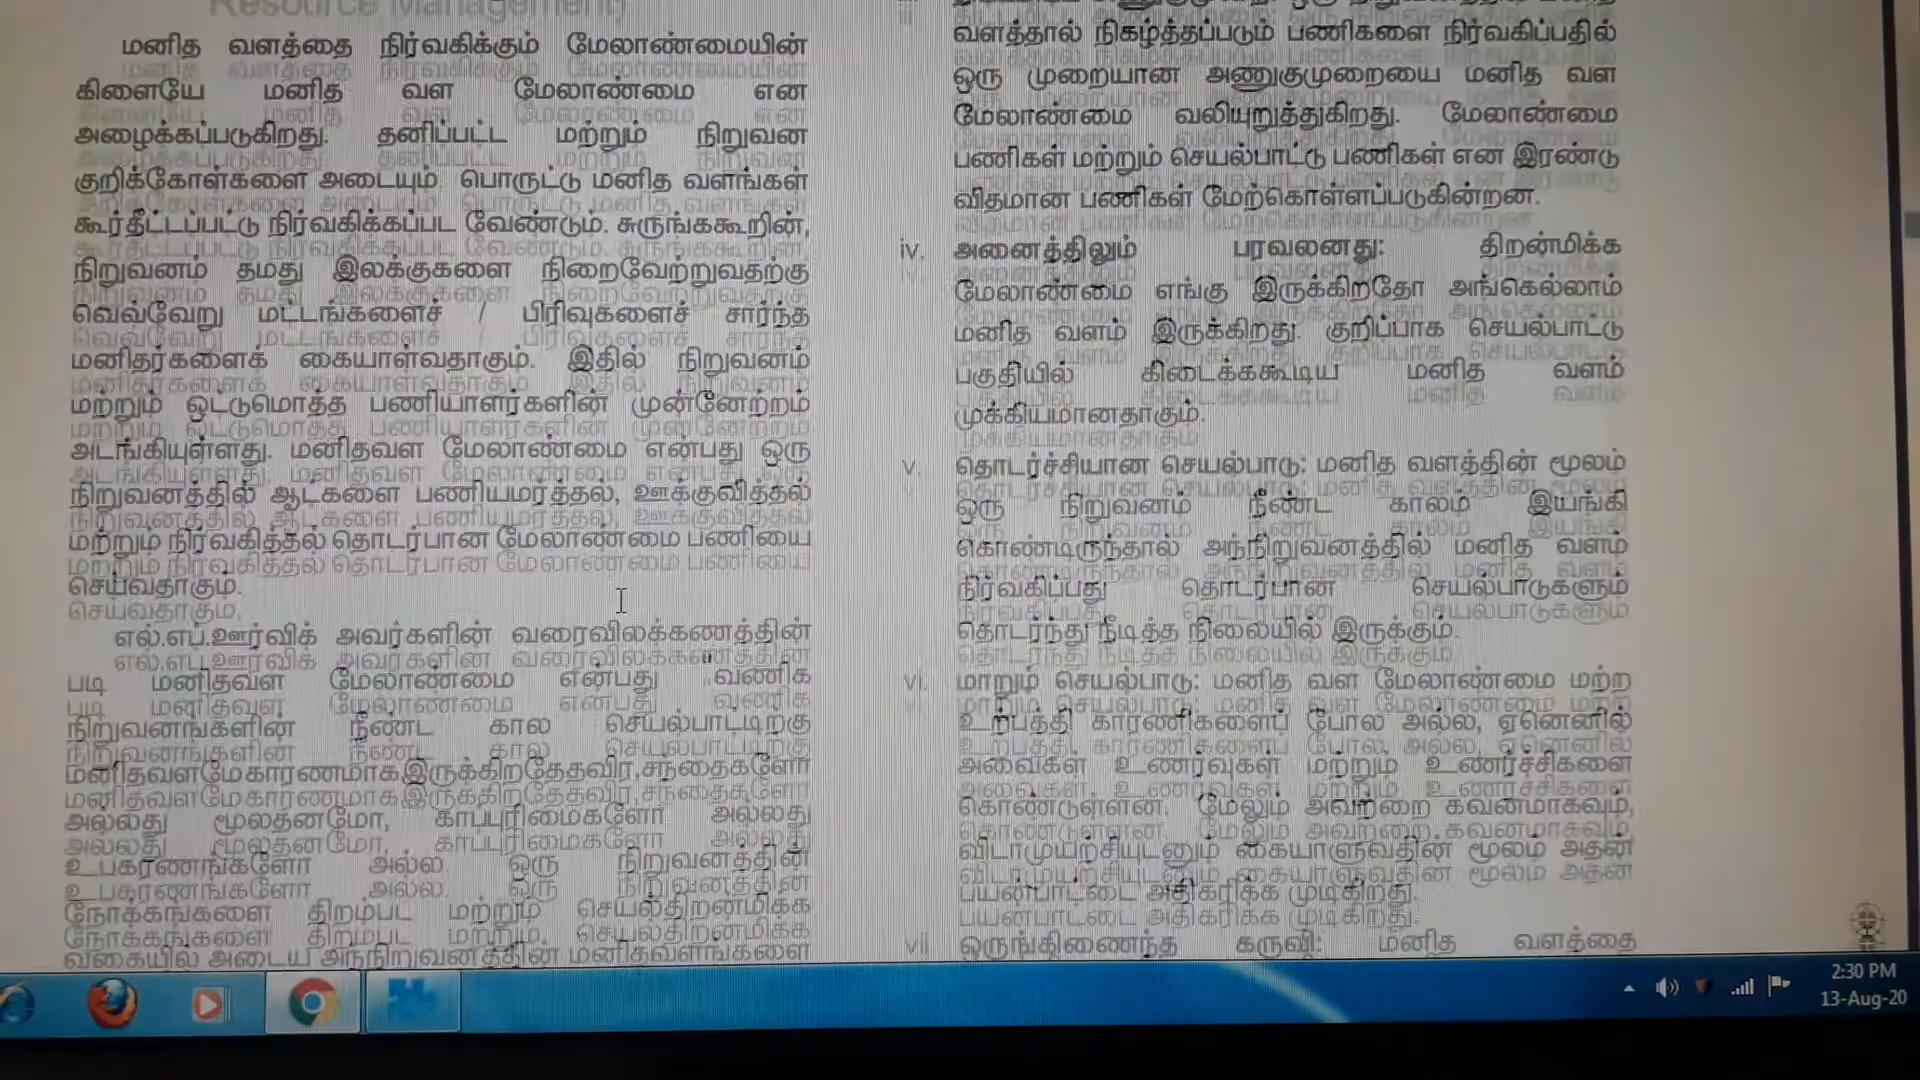 Resource Management)
மனித வளத்தை நிர்வகிக்கும் மேலாண்மையின்
கிளையே மனித வள மேலாண்மை என
அழைக்கப்படுகிறது. தனிப்பட்ட மற்றும் நிறுவன
குறிக்கோள்களை அடையும் பொருட்டு மனித வளங்கள்
கூர்தீட்டப்பட்டு நிர்வகிக்கப்பட வேண்டும். சுருங்ககூறின்,
நிறுவனம் தமது இலக்குகளை நிறைவேற்றுவதற்கு
வெவ்வேறு மட்டங்களைச் / பிரிவுகளைச் சார்ந்த
மனிதர்களைக் கையாள்வதாகும். இதில் நிறுவனம்
மற்றும் ஒட்டுமொத்த பணியாளர்களின் முன்னேற்றம்
அடங்கியுள்ளது. மனிதவள மேலாண்மை என்பது ஒரு
நிறுவனத்தில் ஆட்களை பணியமர்த்தல், ஊக்குவித்தல்
மற்றும் நிர்வகித்தல் தொடர்பான மேலாண்மை பணியை
செய்வதாகும்.
எல்.எப்.ஊர்விக் அவர்களின் வரைவிலக்கணத்தின்
படி மனிதவள மேலாண்மை என்பது வணிக
நிறுவனங்களின் நீண்ட கால செயல்பாட்டிற்கு
மனிதவளமேகாரணமாகஇருக்கிறதேதவிர,சந்தைகளோ
அல்லது மூலதனமோ, காப்புரிமைகளோ அல்லது
உபகரணங்களோ அல்ல. ஒரு நிறுவனத்தின்
நோக்கங்களை திறம்பட மற்றும் செயல்திறன்மிக்க
வகையில் அடைய அந்நிறுவனத்தின் மனிதவளங்களை
வளத்தால் நிகழ்த்தப்படும் பணிகளை நிர்வகிப்பதில்
ஒரு முறையான அணுகுமுறையை மனித வள
மேலாண்மை வலியுறுத்துகிறது. மேலாண்மை
பணிகள் மற்றும் செயல்பாட்டு பணிகள் என இரண்டு
விதமான பணிகள் மேற்கொள்ளப்படுகின்றன.
iv. அனைத்திலும் பரவலனது: திறன்மிக்க
மேலாண்மை எங்கு இருக்கிறதோ அங்கெல்லாம்
மனித வளம் இருக்கிறது. குறிப்பாக செயல்பாட்டு
பகுதியில் கிடைக்ககூடிய மனித வளம்
முக்கியமானதாகும்.
v. தொடர்ச்சியான செயல்பாடு: மனித வளத்தின் மூலம்
ஒரு நிறுவனம் நீண்ட காலம் இயங்கி
கொண்டிருந்தால் அந்நிறுவனத்தில் மனித வளம்
நிர்வகிப்பது தொடர்பான செயல்பாடுகளும்
தொடர்ந்து நீடித்த நிலையில் இருக்கும்.
vi. மாறும் செயல்பாடு: மனித வள மேலாண்மை மற்ற
உற்பத்தி காரணிகளைப் போல அல்ல, ஏனெனில்
அவைகள் உணர்வுகள் மற்றும் உணர்ச்சிகளை
கொண்டுள்ளன. மேலும் அவற்றை கவனமாகவும்,
விடாமுயற்சியுடனும் கையாளுவதின் மூலம் அதன்
பயன்பாட்டை அதிகரிக்க முடிகிறது.
vii ஒருங்கிணைந்த கருவி: மனித வளத்தை
2:30 PM
13-Aug-20